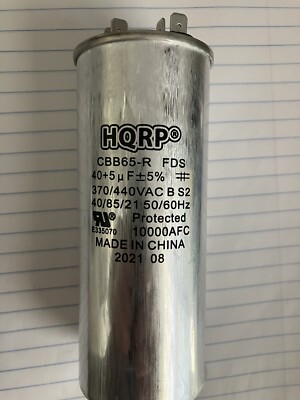 HQRP®
CBB65-R FDS
40+5μF±5%
370/440VAC B S2
40/85/21 50/60Hz
Protected
E335070 10000AFC
MADE IN CHINA
2021 08